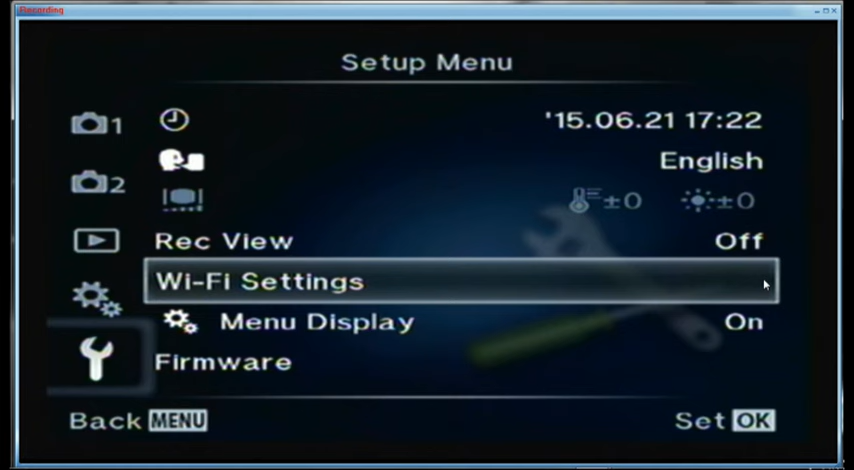 Recording
Setup Menu
1
'15.06.21 17:22
English
2
±0 ±0
Rec View Off
Wi-Fi Settings
Menu Display On
Firmware
Back MENU Set OK